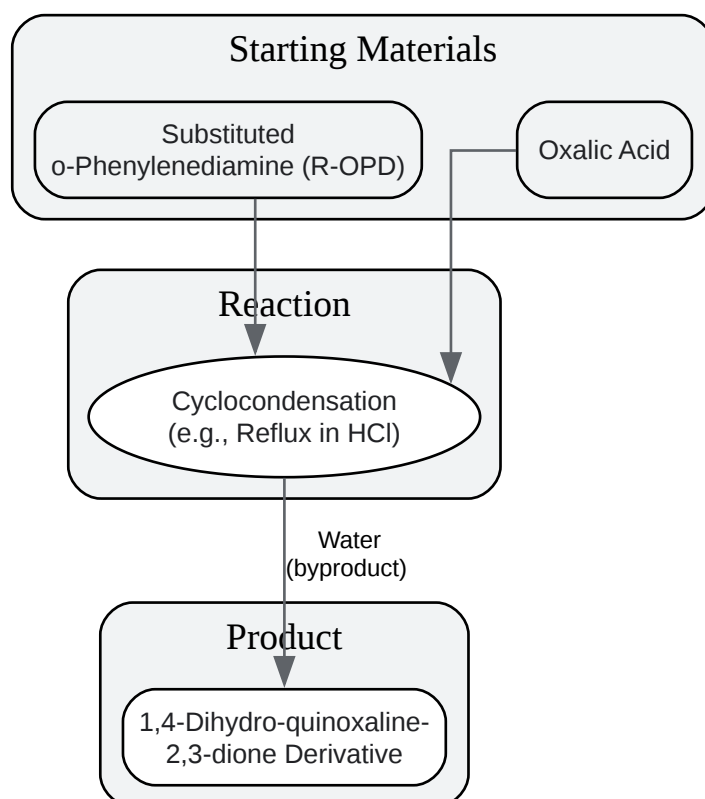 Starting Materials
Substituted
o-Phenylenediamine (R-OPD)
Oxalic Acid
Reaction
Cyclocondensation
(e.g., Reflux in HCl)
Water
(byproduct)
Product
1,4-Dihydro-quinoxaline-
2,3-dione Derivative